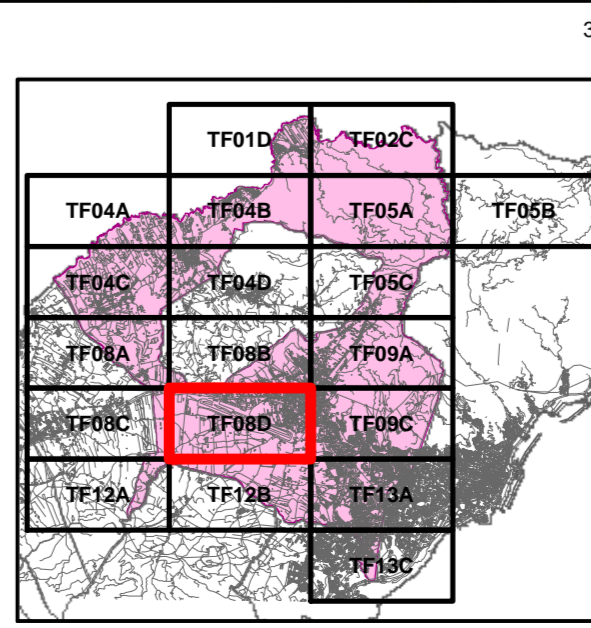 3
TF01D TF02C
TF04A TF04B TF05A TF05B
TF04C TF04D TF05C
TF08A TF08B TF09A
TF08C TF08D TF09C
TF12A TF12B TF13A
TF13C